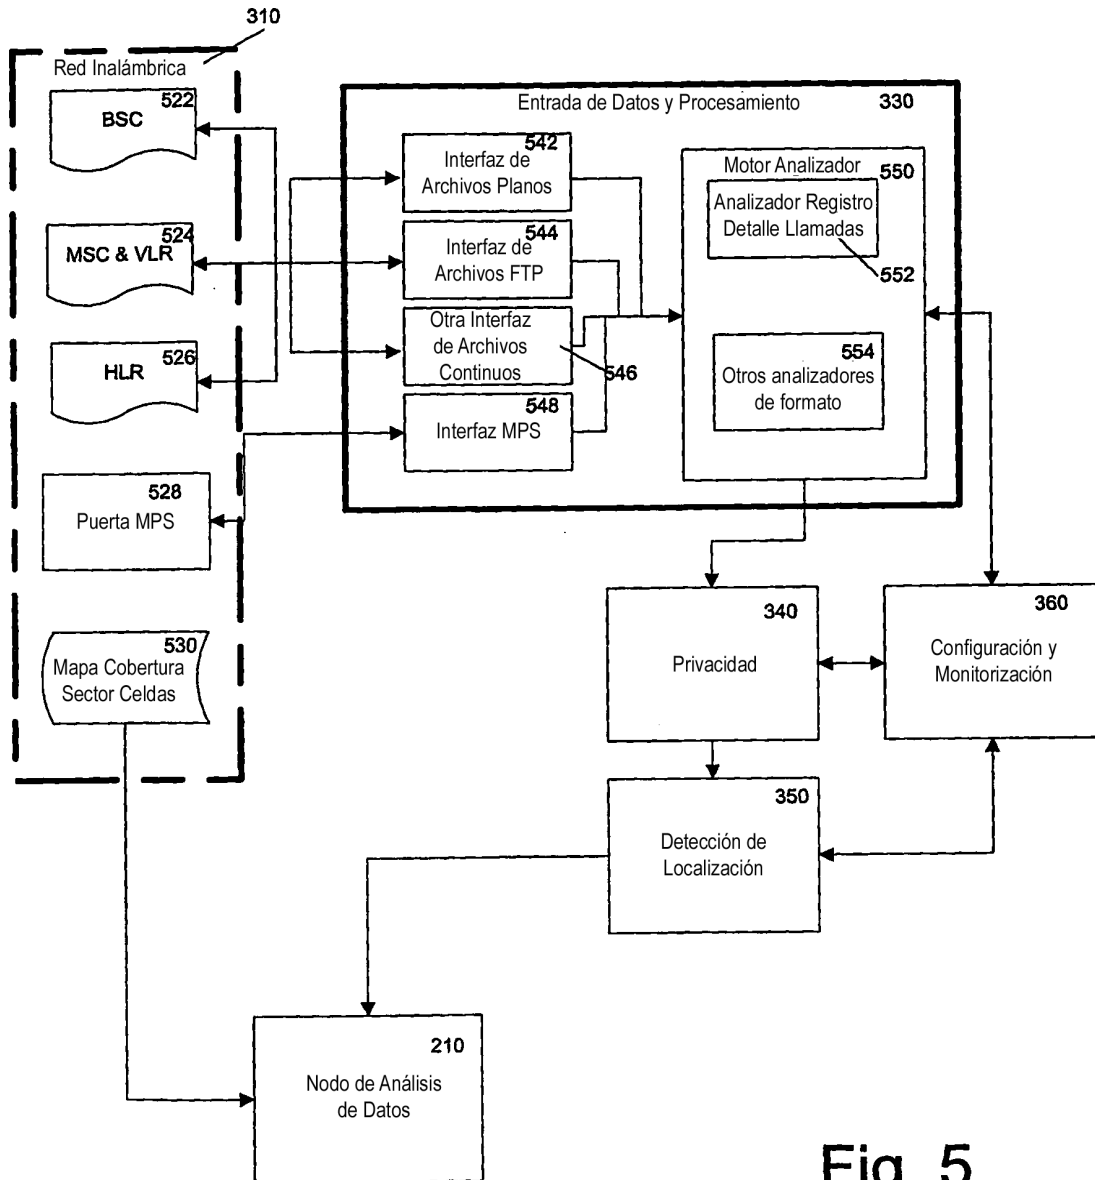 310
Red Inalámbrica
522
BSC
524
MSC & VLR
526
HLR
528
Puerta MPS
530
Mapa Cobertura
Sector Celdas
Entrada de Datos y Procesamiento 330
542
Interfaz de
Archivos Planos
544
Interfaz de
Archivos FTP
Otra Interfaz
de Archivos
Continuos
546
548
Interfaz MPS
Motor Analizador 550
Analizador Registro
Detalle Llamadas
552
554
Otros analizadores
de formato
340
Privacidad
360
Configuración y
Monitorización
350
Detección de
Localización
210
Nodo de Análisis
de Datos
Fig. 5